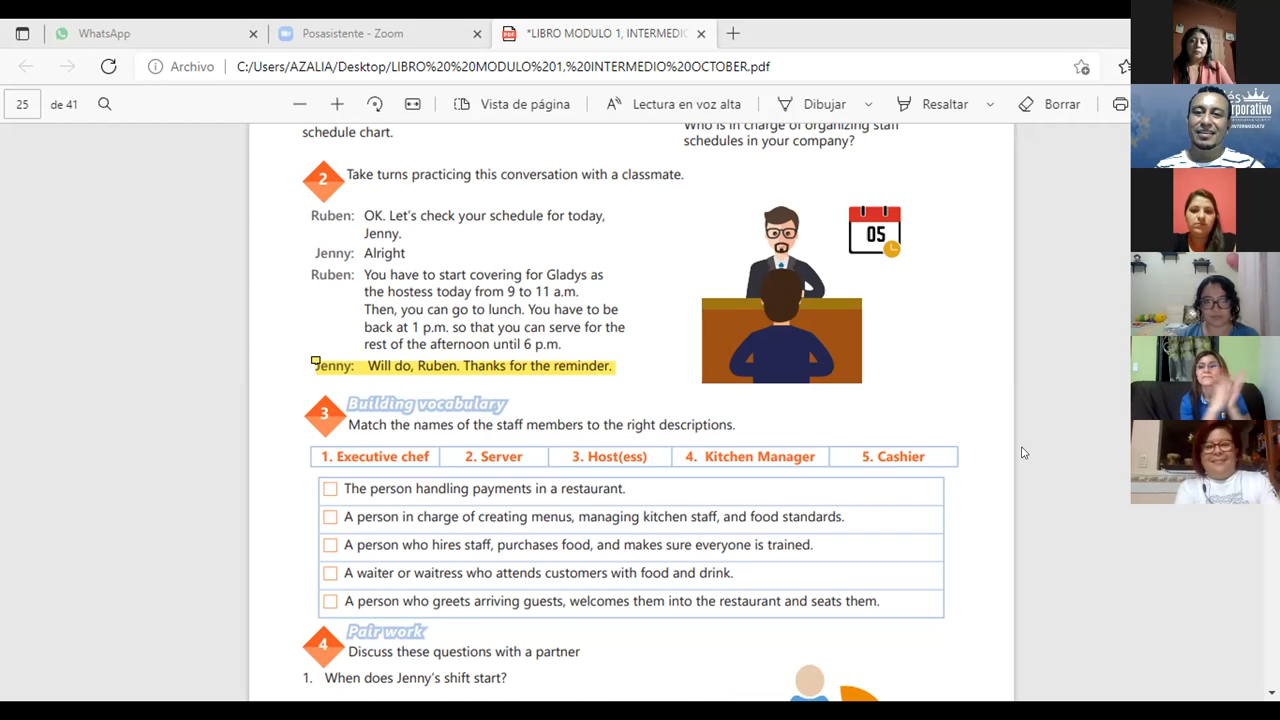 WhatsApp
Posasistente - Zoom
*LIBRO MODULO 1, INTERMEDIO
Archivo
C:/Users/AZALIA/Desktop/LIBRO%20%20MODULO%201,%20INTERMEDIO%20OCTOBER.pdf
25 de 41
Vista de página
Lectura en voz alta
Dibujar
Resaltar
Borrar
schedule chart.
Who is in charge of organizing staff
schedules in your company?
2 Take turns practicing this conversation with a classmate.
Ruben: OK. Let's check your schedule for today,
Jenny.
Jenny: Alright
Ruben: You have to start covering for Gladys as
the hostess today from 9 to 11 a.m.
Then, you can go to lunch. You have to be
back at 1 p.m. so that you can serve for the
rest of the afternoon until 6 p.m.
Jenny: Will do, Ruben. Thanks for the reminder.
05
3 Building vocabulary
Match the names of the staff members to the right descriptions.
1. Executive chef 2. Server 3. Host(ess) 4. Kitchen Manager 5. Cashier
The person handling payments in a restaurant.
A person in charge of creating menus, managing kitchen staff, and food standards.
A person who hires staff, purchases food, and makes sure everyone is trained.
A waiter or waitress who attends customers with food and drink.
A person who greets arriving guests, welcomes them into the restaurant and seats them.
4 Pair work
Discuss these questions with a partner
1. When does Jenny's shift start?
INTERMEDIATE